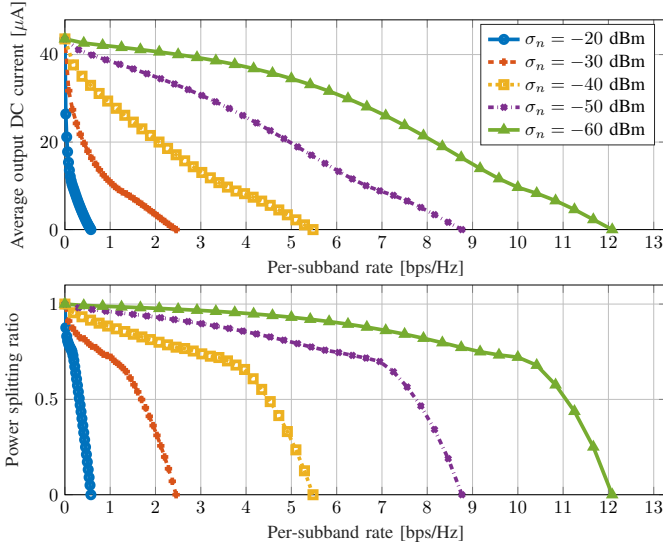 Average output DC current [μA]
40
20
0
0 1 2 3 4 5 6 7 8 9 10 11 12 13
Per-subband rate [bps/Hz]
σₙ = −20 dBm
σₙ = −30 dBm
σₙ = −40 dBm
σₙ = −50 dBm
σₙ = −60 dBm
Power splitting ratio
1
0.5
0
0 1 2 3 4 5 6 7 8 9 10 11 12 13
Per-subband rate [bps/Hz]